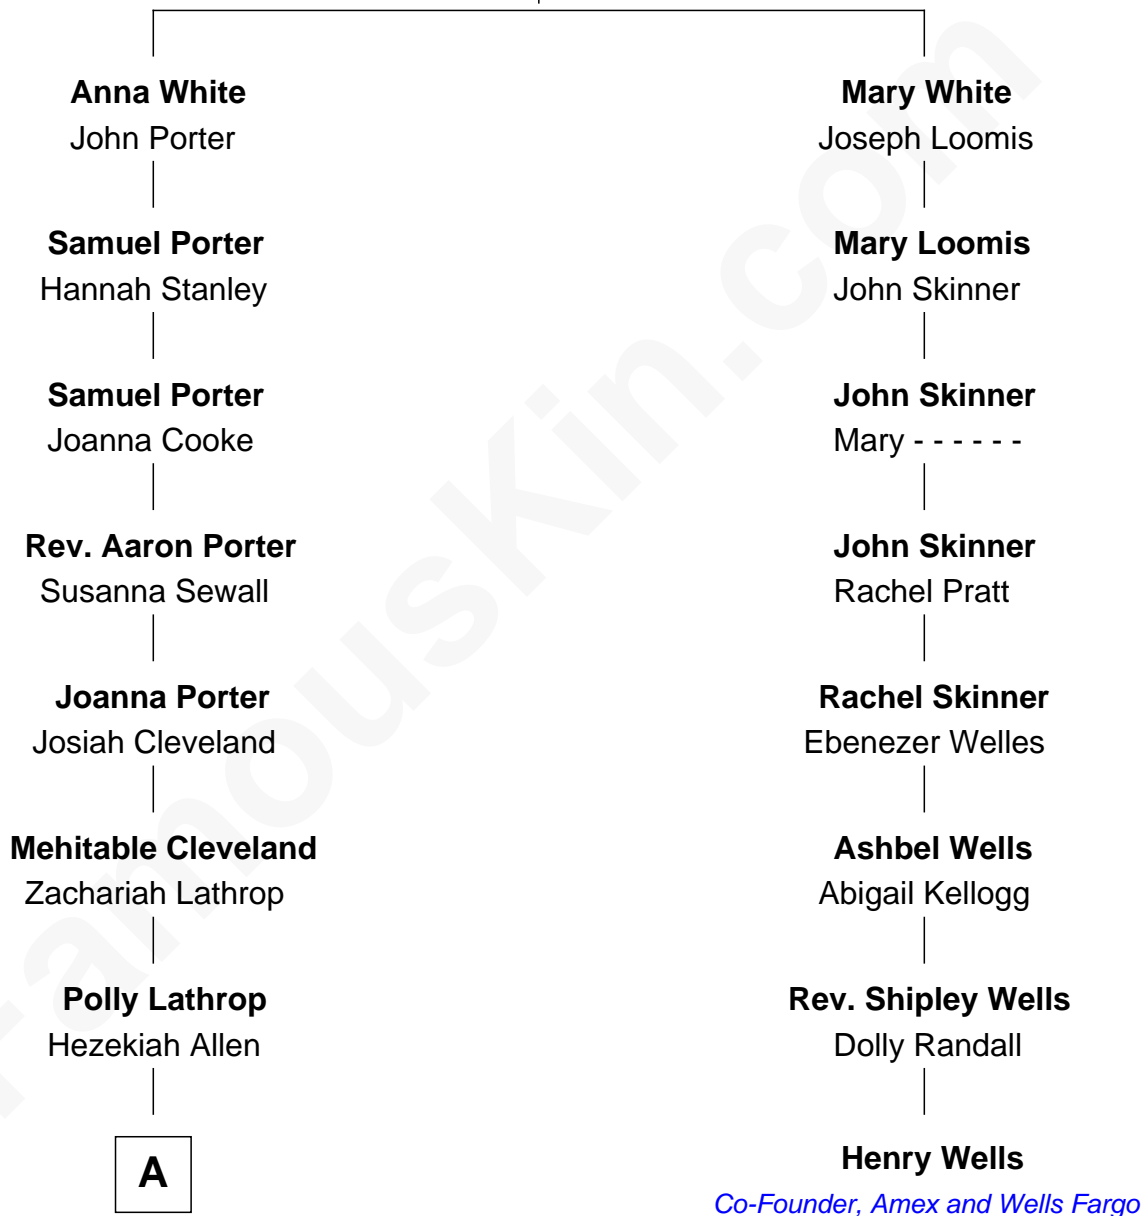 Anna White
John Porter
Samuel Porter
Hannah Stanley
Samuel Porter
Joanna Cooke
Rev. Aaron Porter
Susanna Sewall
Joanna Porter
Josiah Cleveland
Mehitable Cleveland
Zachariah Lathrop
Polly Lathrop
Hezekiah Allen
A
Mary White
Joseph Loomis
Mary Loomis
John Skinner
John Skinner
Mary - - - - - -
John Skinner
Rachel Pratt
Rachel Skinner
Ebenezer Welles
Ashbel Wells
Abigail Kellogg
Rev. Shipley Wells
Dolly Randall
Henry Wells
Co-Founder, Amex and Wells Fargo
FamousKin.com